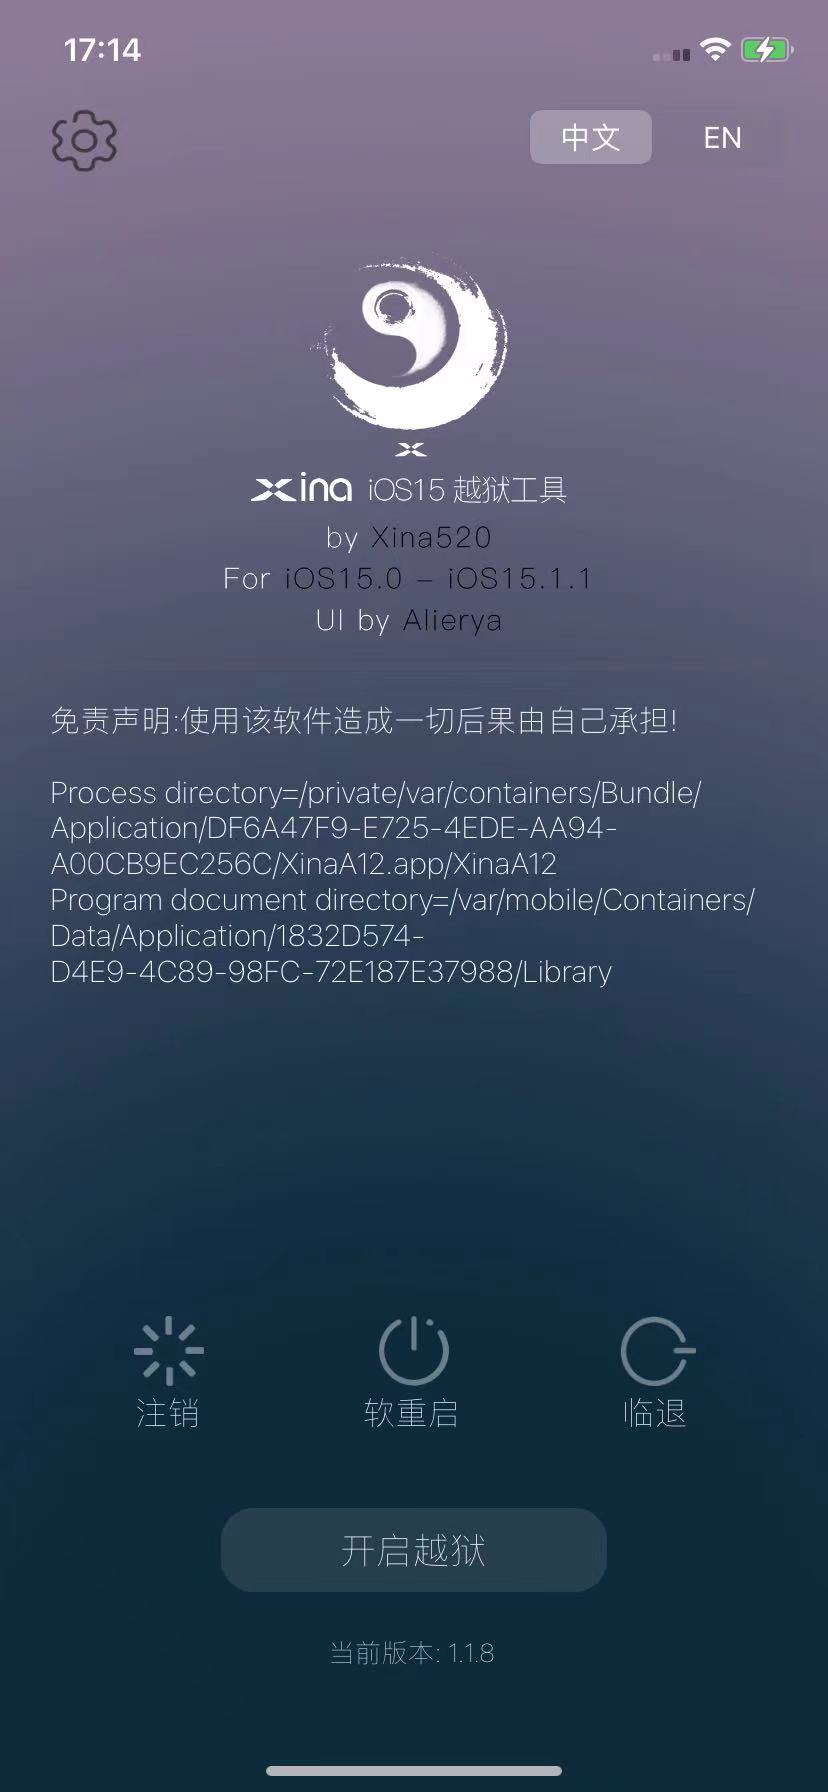 17:14
中文 EN
xina iOS15 越狱工具
by Xina520
For iOS15.0 – iOS15.1.1
UI by Alierya
免责声明:使用该软件造成一切后果由自己承担!
Process directory=/private/var/containers/Bundle/
Application/DF6A47F9-E725-4EDE-AA94-
A00CB9EC256C/XinaA12.app/XinaA12
Program document directory=/var/mobile/Containers/
Data/Application/1832D574-
D4E9-4C89-98FC-72E187E37988/Library
注销 软重启 临退
开启越狱
当前版本: 1.1.8